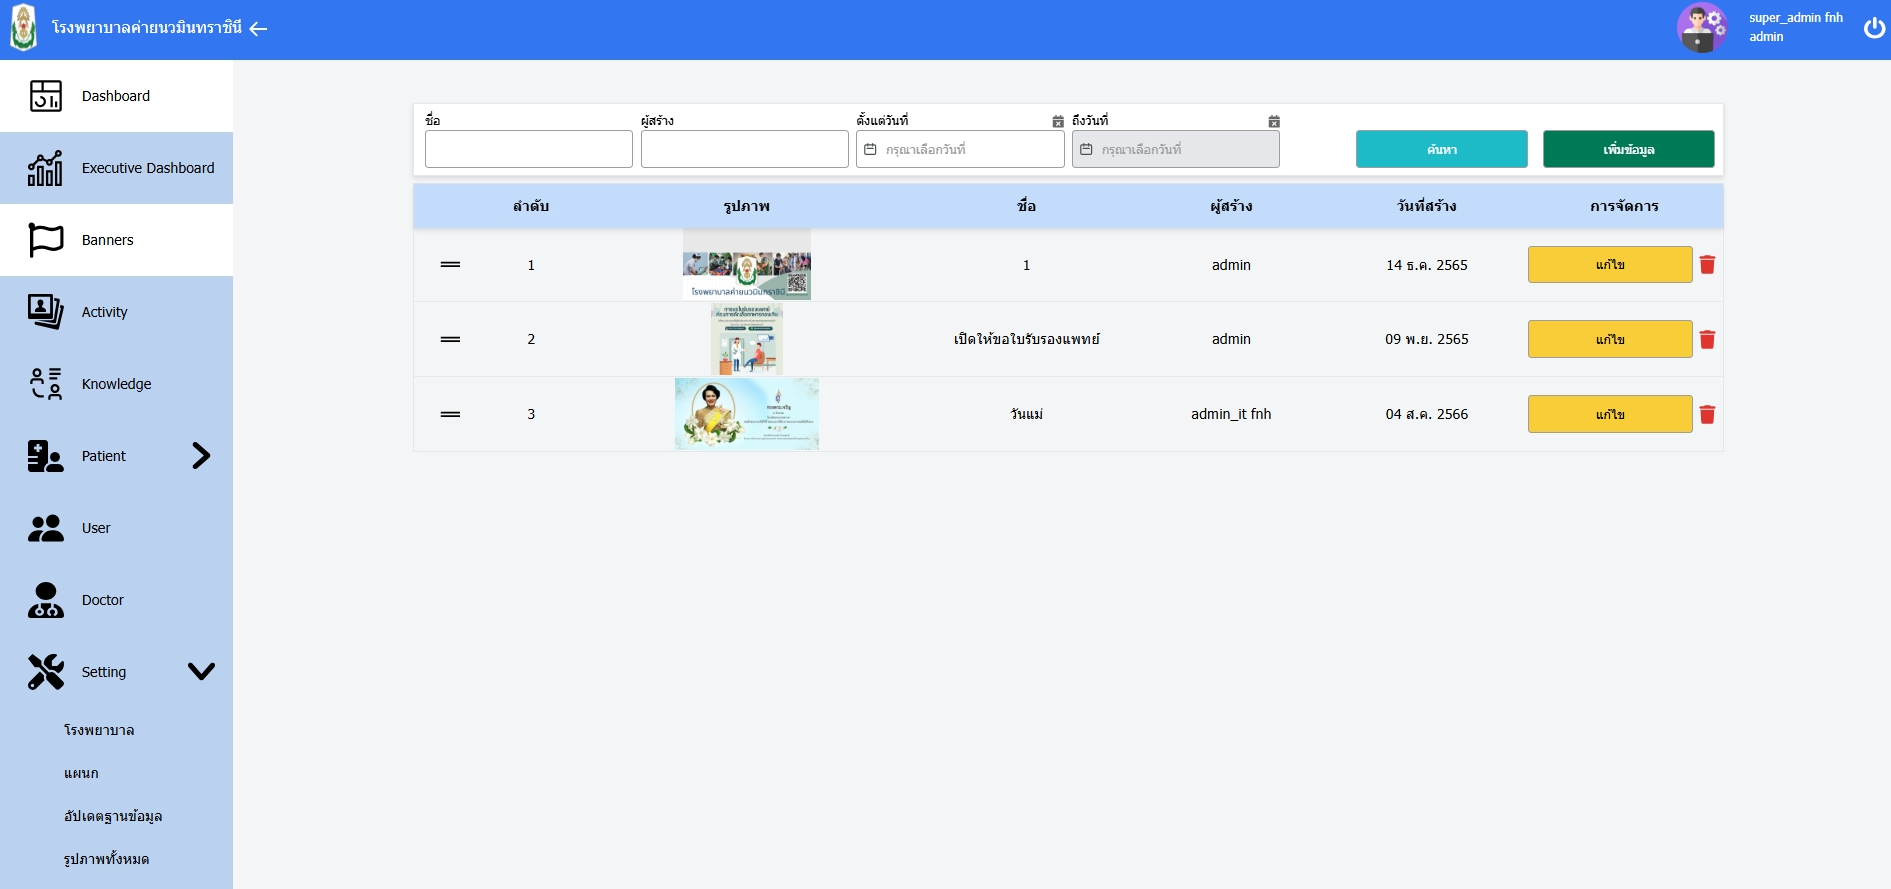 โรงพยาบาลค่ายนวมินทราชินี
super_admin fnh
admin
Dashboard
Executive Dashboard
Banners
Activity
Knowledge
Patient
User
Doctor
Setting
โรงพยาบาล
แผนก
อัปเดตฐานข้อมูล
รูปภาพทั้งหมด
ชื่อ ผู้สร้าง ตั้งแต่วันที่ ถึงวันที่
กรุณาเลือกวันที่ กรุณาเลือกวันที่ ค้นหา เพิ่มข้อมูล
ลำดับ รูปภาพ ชื่อ ผู้สร้าง วันที่สร้าง การจัดการ
1 1 admin 14 ธ.ค. 2565 แก้ไข
โรงพยาบาลค่ายนวมินทราชินี
2 เปิดให้ขอใบรับรองแพทย์ admin 09 พ.ย. 2565 แก้ไข
3 วันแม่ admin_it fnh 04 ส.ค. 2566 แก้ไข